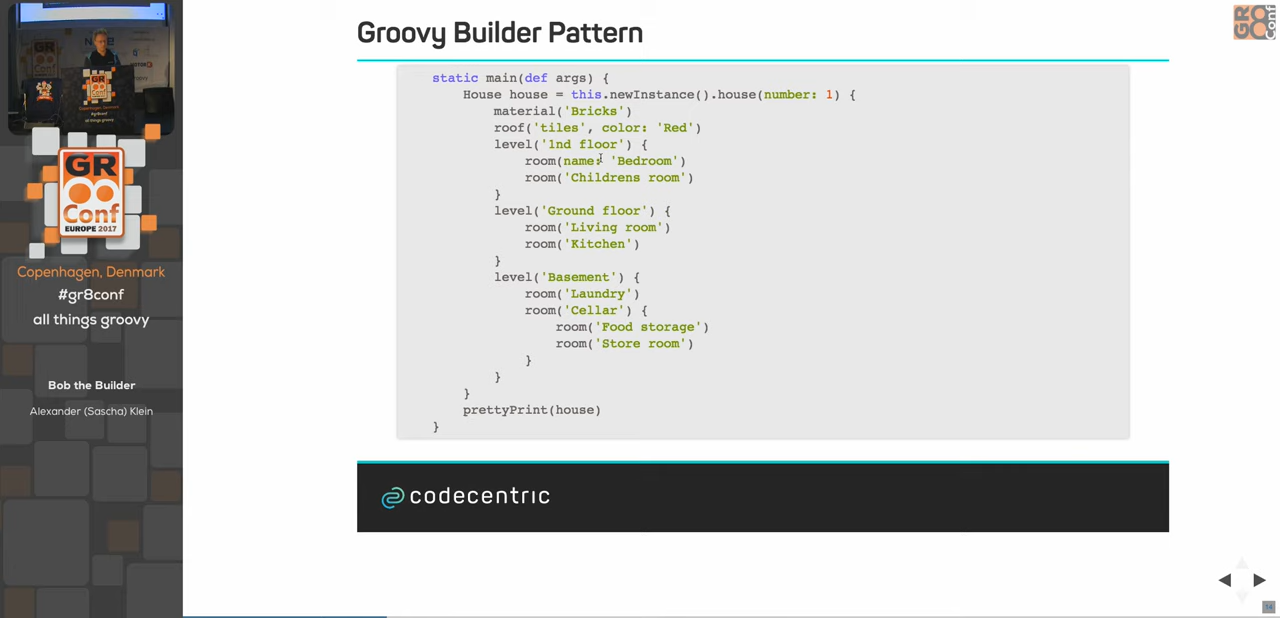 Groovy Builder Pattern
static main(def args) {
House house = this.newInstance().house(number: 1) {
material('Bricks')
roof('tiles', color: 'Red')
level('1nd floor') {
room(name: 'Bedroom')
room('Childrens room')
}
level('Ground floor') {
room('Living room')
room('Kitchen')
}
level('Basement') {
room('Laundry')
room('Cellar') {
room('Food storage')
room('Store room')
}
}
}
prettyPrint(house)
}
codecentric
GR8Conf
EUROPE 2017
Copenhagen, Denmark
#gr8conf
all things groovy
Bob the Builder
Alexander (Sascha) Klein
GR8Conf
14